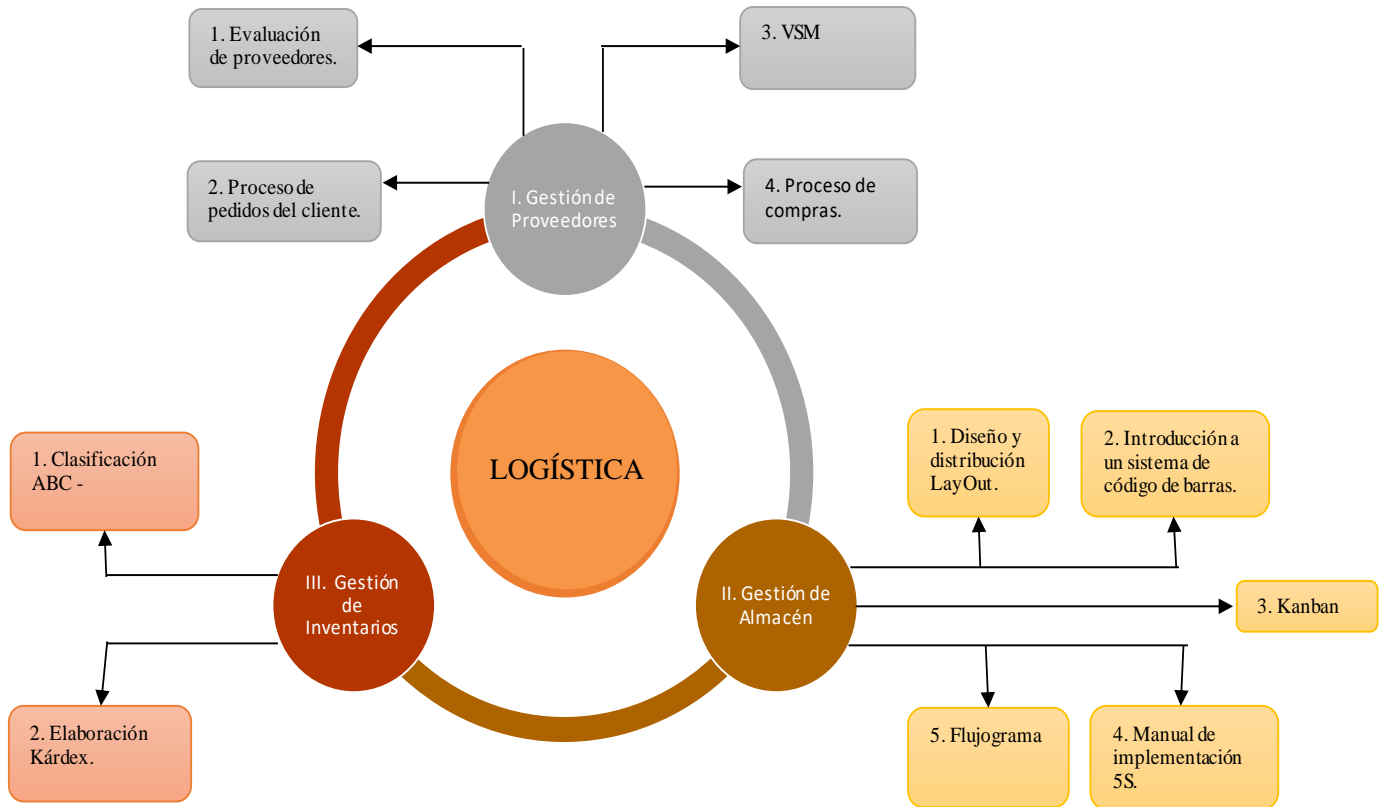 1. Evaluación
de proveedores.
3. VSM
2. Proceso de
pedidos del cliente.
I. Gestión de
Proveedores
4. Proceso de
compras.
LOGÍSTICA
1. Clasificación
ABC -
1. Diseño y
distribución
LayOut.
2. Introducción a
un sistema de
código de barras.
III. Gestión
de
Inventarios
II. Gestión de
Almacén
3. Kanban
2. Elaboración
Kárdex.
5. Flujograma
4. Manual de
implementación
5S.